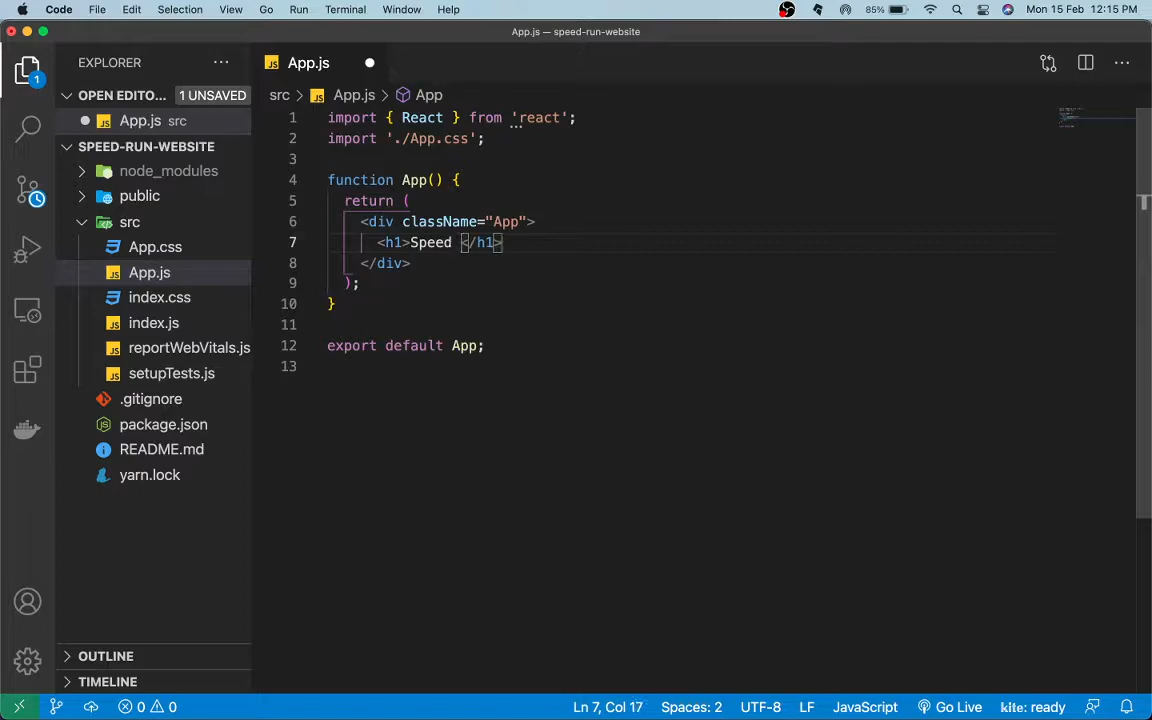 Code File Edit Selection View Go Run Terminal Window Help 85% Mon 15 Feb 12:15 PM
App.js — speed-run-website
EXPLORER
App.js
OPEN EDITO... 1 UNSAVED
src > App.js > App
App.js src
SPEED-RUN-WEBSITE
node_modules
public
src
App.css
App.js
index.css
index.js
reportWebVitals.js
setupTests.js
.gitignore
package.json
README.md
yarn.lock
OUTLINE
TIMELINE
1 import { React } from 'react';
2 import './App.css';
3
4 function App() {
5 return (
6 <div className="App">
7 <h1>Speed </h1>
8 </div>
9 );
10 }
11
12 export default App;
13
1
0 0 Ln 7, Col 17 Spaces: 2 UTF-8 LF JavaScript Go Live kite: ready